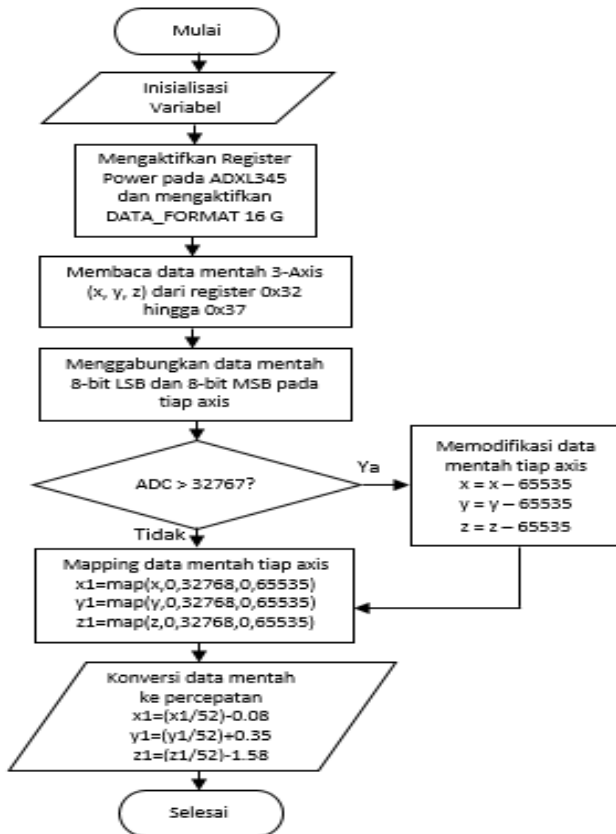 Mulai
Inisialisasi
Variabel
Mengaktifkan Register
Power pada ADXL345
dan mengaktifkan
DATA_FORMAT 16 G
Membaca data mentah 3-Axis
(x, y, z) dari register 0x32
hingga 0x37
Menggabungkan data mentah
8-bit LSB dan 8-bit MSB pada
tiap axis
ADC > 32767?
Ya
Memodifikasi data
mentah tiap axis
x = x – 65535
y = y – 65535
z = z – 65535
Tidak
Mapping data mentah tiap axis
x1=map(x,0,32768,0,65535)
y1=map(y,0,32768,0,65535)
z1=map(z,0,32768,0,65535)
Konversi data mentah
ke percepatan
x1=(x1/52)-0.08
y1=(y1/52)+0.35
z1=(z1/52)-1.58
Selesai